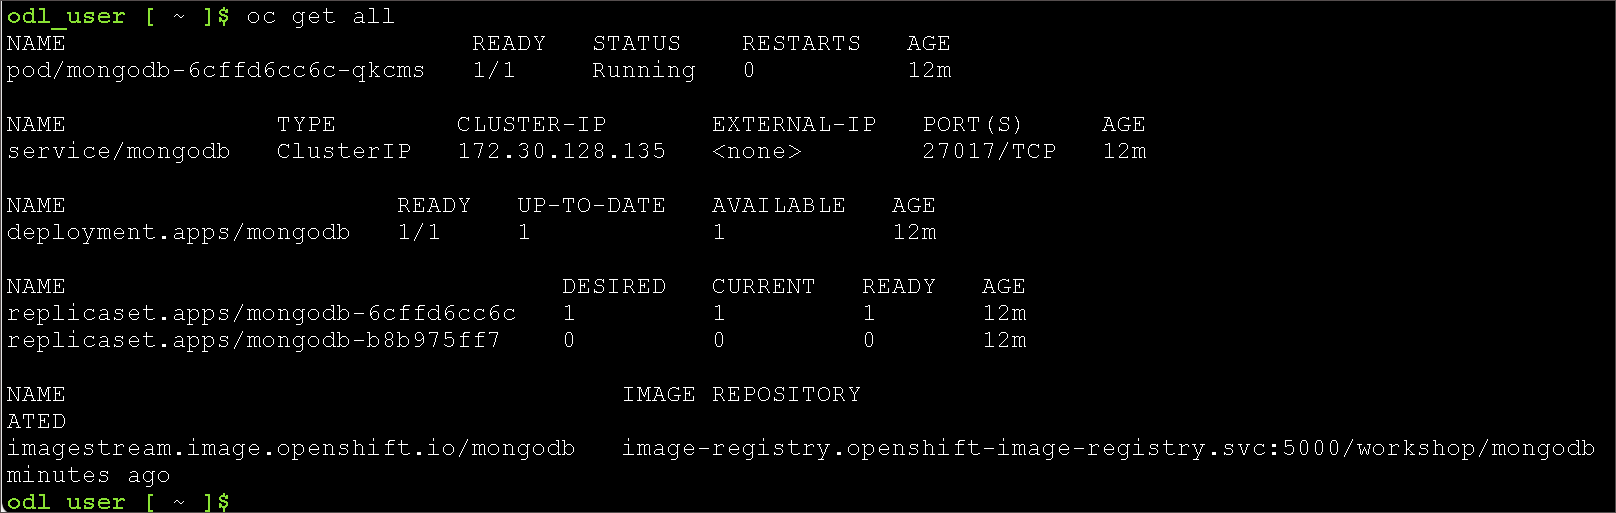 odl_user [ ~ ]$ oc get all
NAME READY STATUS RESTARTS AGE
pod/mongodb-6cffd6cc6c-qkcms 1/1 Running 0 12m
NAME TYPE CLUSTER-IP EXTERNAL-IP PORT(S) AGE
service/mongodb ClusterIP 172.30.128.135 <none> 27017/TCP 12m
NAME READY UP-TO-DATE AVAILABLE AGE
deployment.apps/mongodb 1/1 1 1 12m
NAME DESIRED CURRENT READY AGE
replicaset.apps/mongodb-6cffd6cc6c 1 1 1 12m
replicaset.apps/mongodb-b8b975ff7 0 0 0 12m
NAME IMAGE REPOSITORY
ATED
imagestream.image.openshift.io/mongodb image-registry.openshift-image-registry.svc:5000/workshop/mongodb
minutes ago
odl_user [ ~ ]$